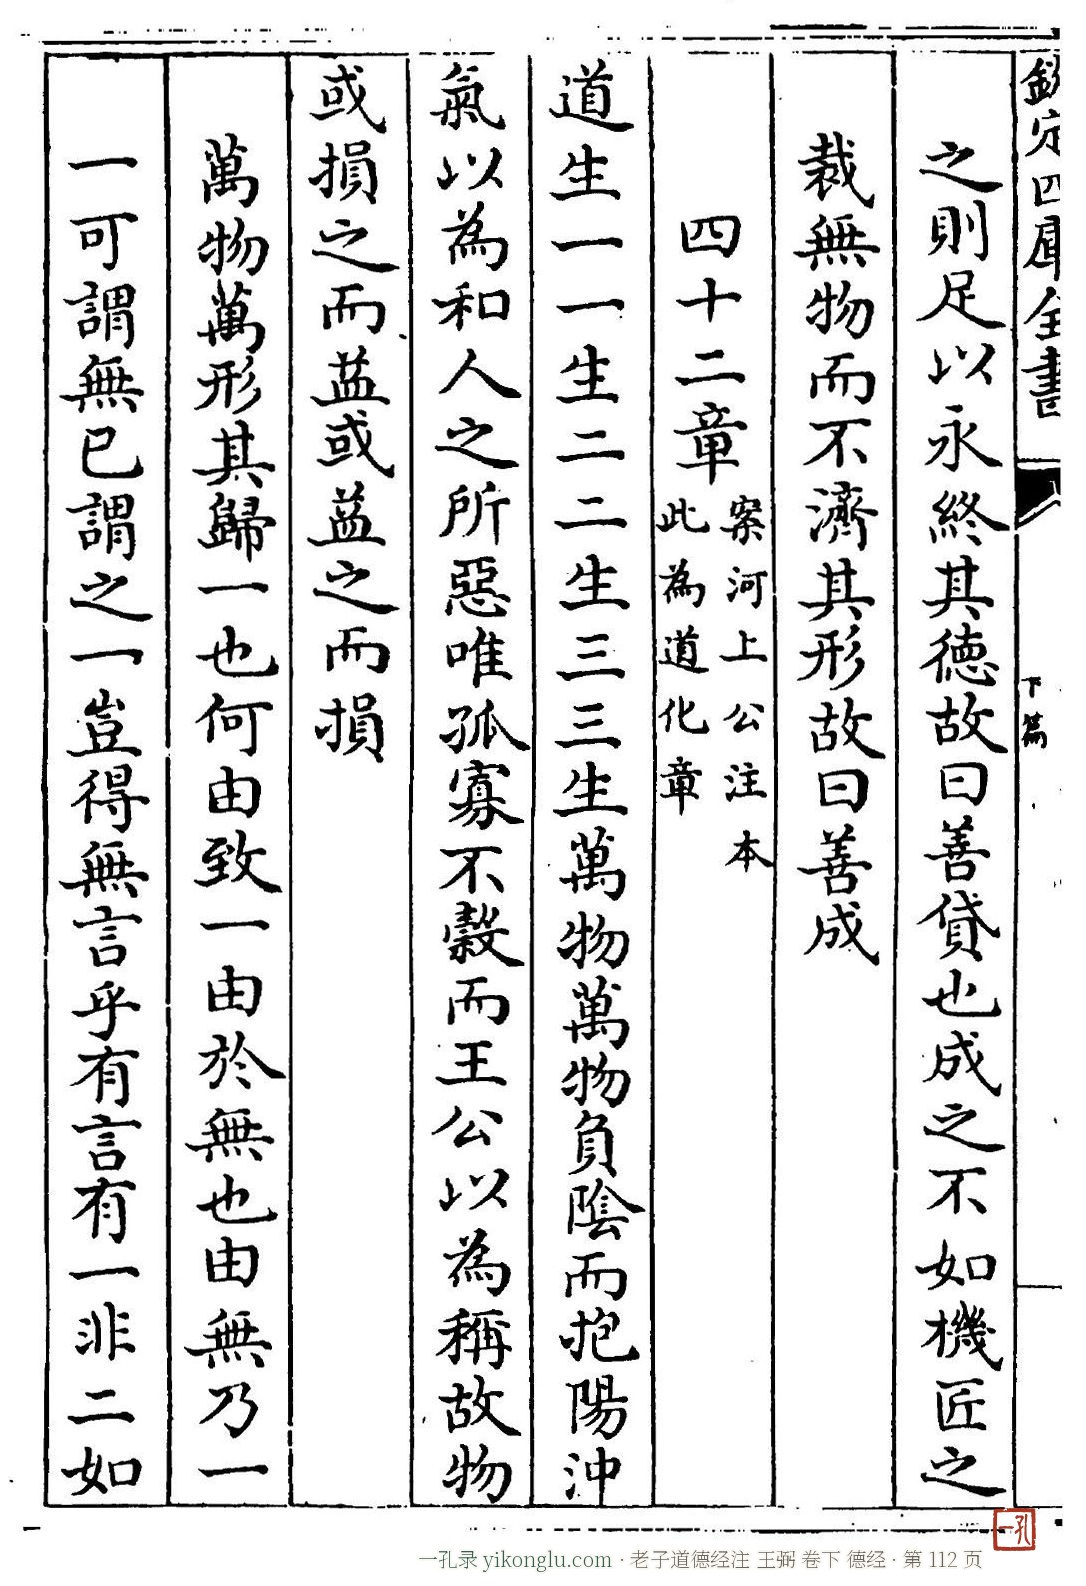 欽定四庫全書
下篇
之則足以永終其德故曰善貸也成之不如機匠之
裁無物而不濟其形故曰善成
四十二章
案河上公注本
此為道化章
道生一一生二二生三三生萬物萬物負陰而抱陽沖
氣以為和人之所惡唯孤寡不穀而王公以為稱故物
或損之而益或益之而損
萬物萬形其歸一也何由致一由於無也由無乃一
一可謂無已謂之一豈得無言乎有言有一非二如
一孔
一孔录 yikonglu.com · 老子道德经注 王弼 卷下 德经 · 第 112 页